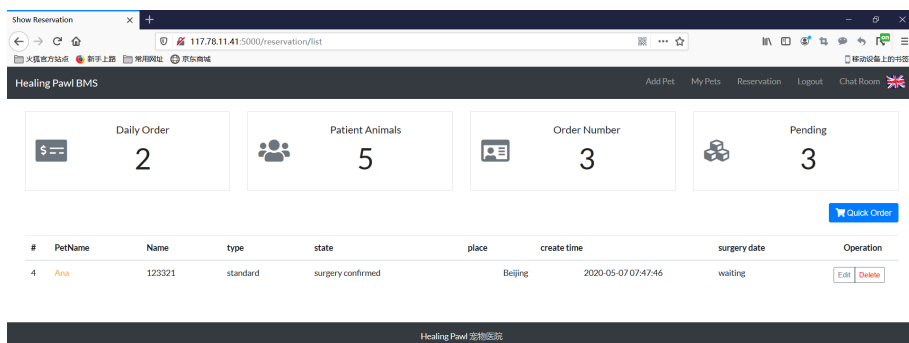 Show Reservation
117.78.11.41:5000/reservation/list
火狐官方站点 新手上路 常用网址 京东商城 移动设备上的书签
Healing Pawl BMS Add Pet My Pets Reservation Logout Chat Room
Daily Order Patient Animals Order Number Pending
2 5 3 3
Quick Order
# PetName Name type state place create time surgery date Operation
4 Ana 123321 standard surgery confirmed Beijing 2020-05-07 07:47:46 waiting Edit Delete
Healing Pawl 宠物医院